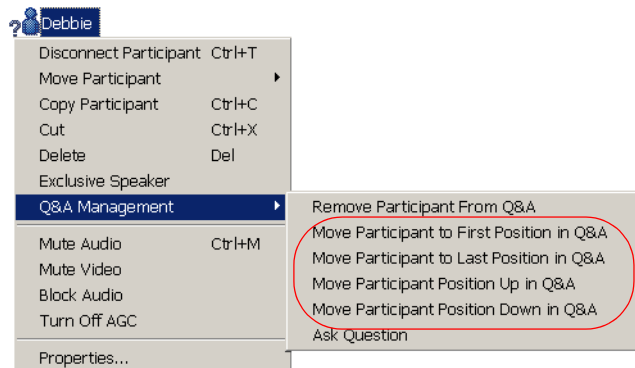 ?Debbie
Disconnect Participant Ctrl+T
Move Participant
Copy Participant Ctrl+C
Cut Ctrl+X
Delete Del
Exclusive Speaker
Q&A Management
Mute Audio Ctrl+M
Mute Video
Block Audio
Turn Off AGC
Properties...
Remove Participant From Q&A
Move Participant to First Position in Q&A
Move Participant to Last Position in Q&A
Move Participant Position Up in Q&A
Move Participant Position Down in Q&A
Ask Question